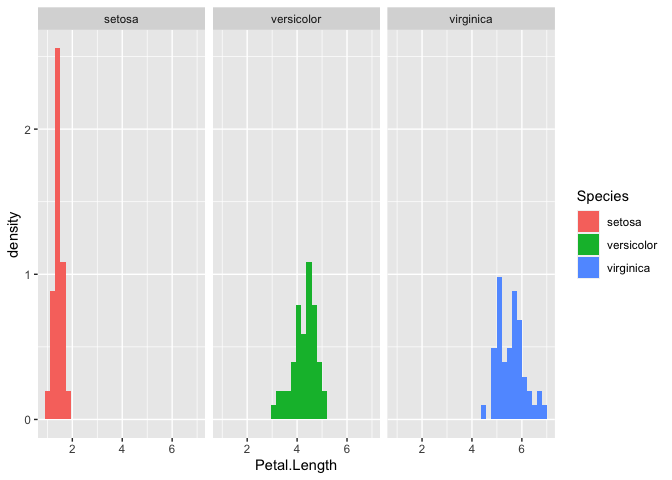 setosa versicolor virginica
density
2
1
0
2 4 6 2 4 6 2 4 6
Petal.Length
Species
setosa
versicolor
virginica